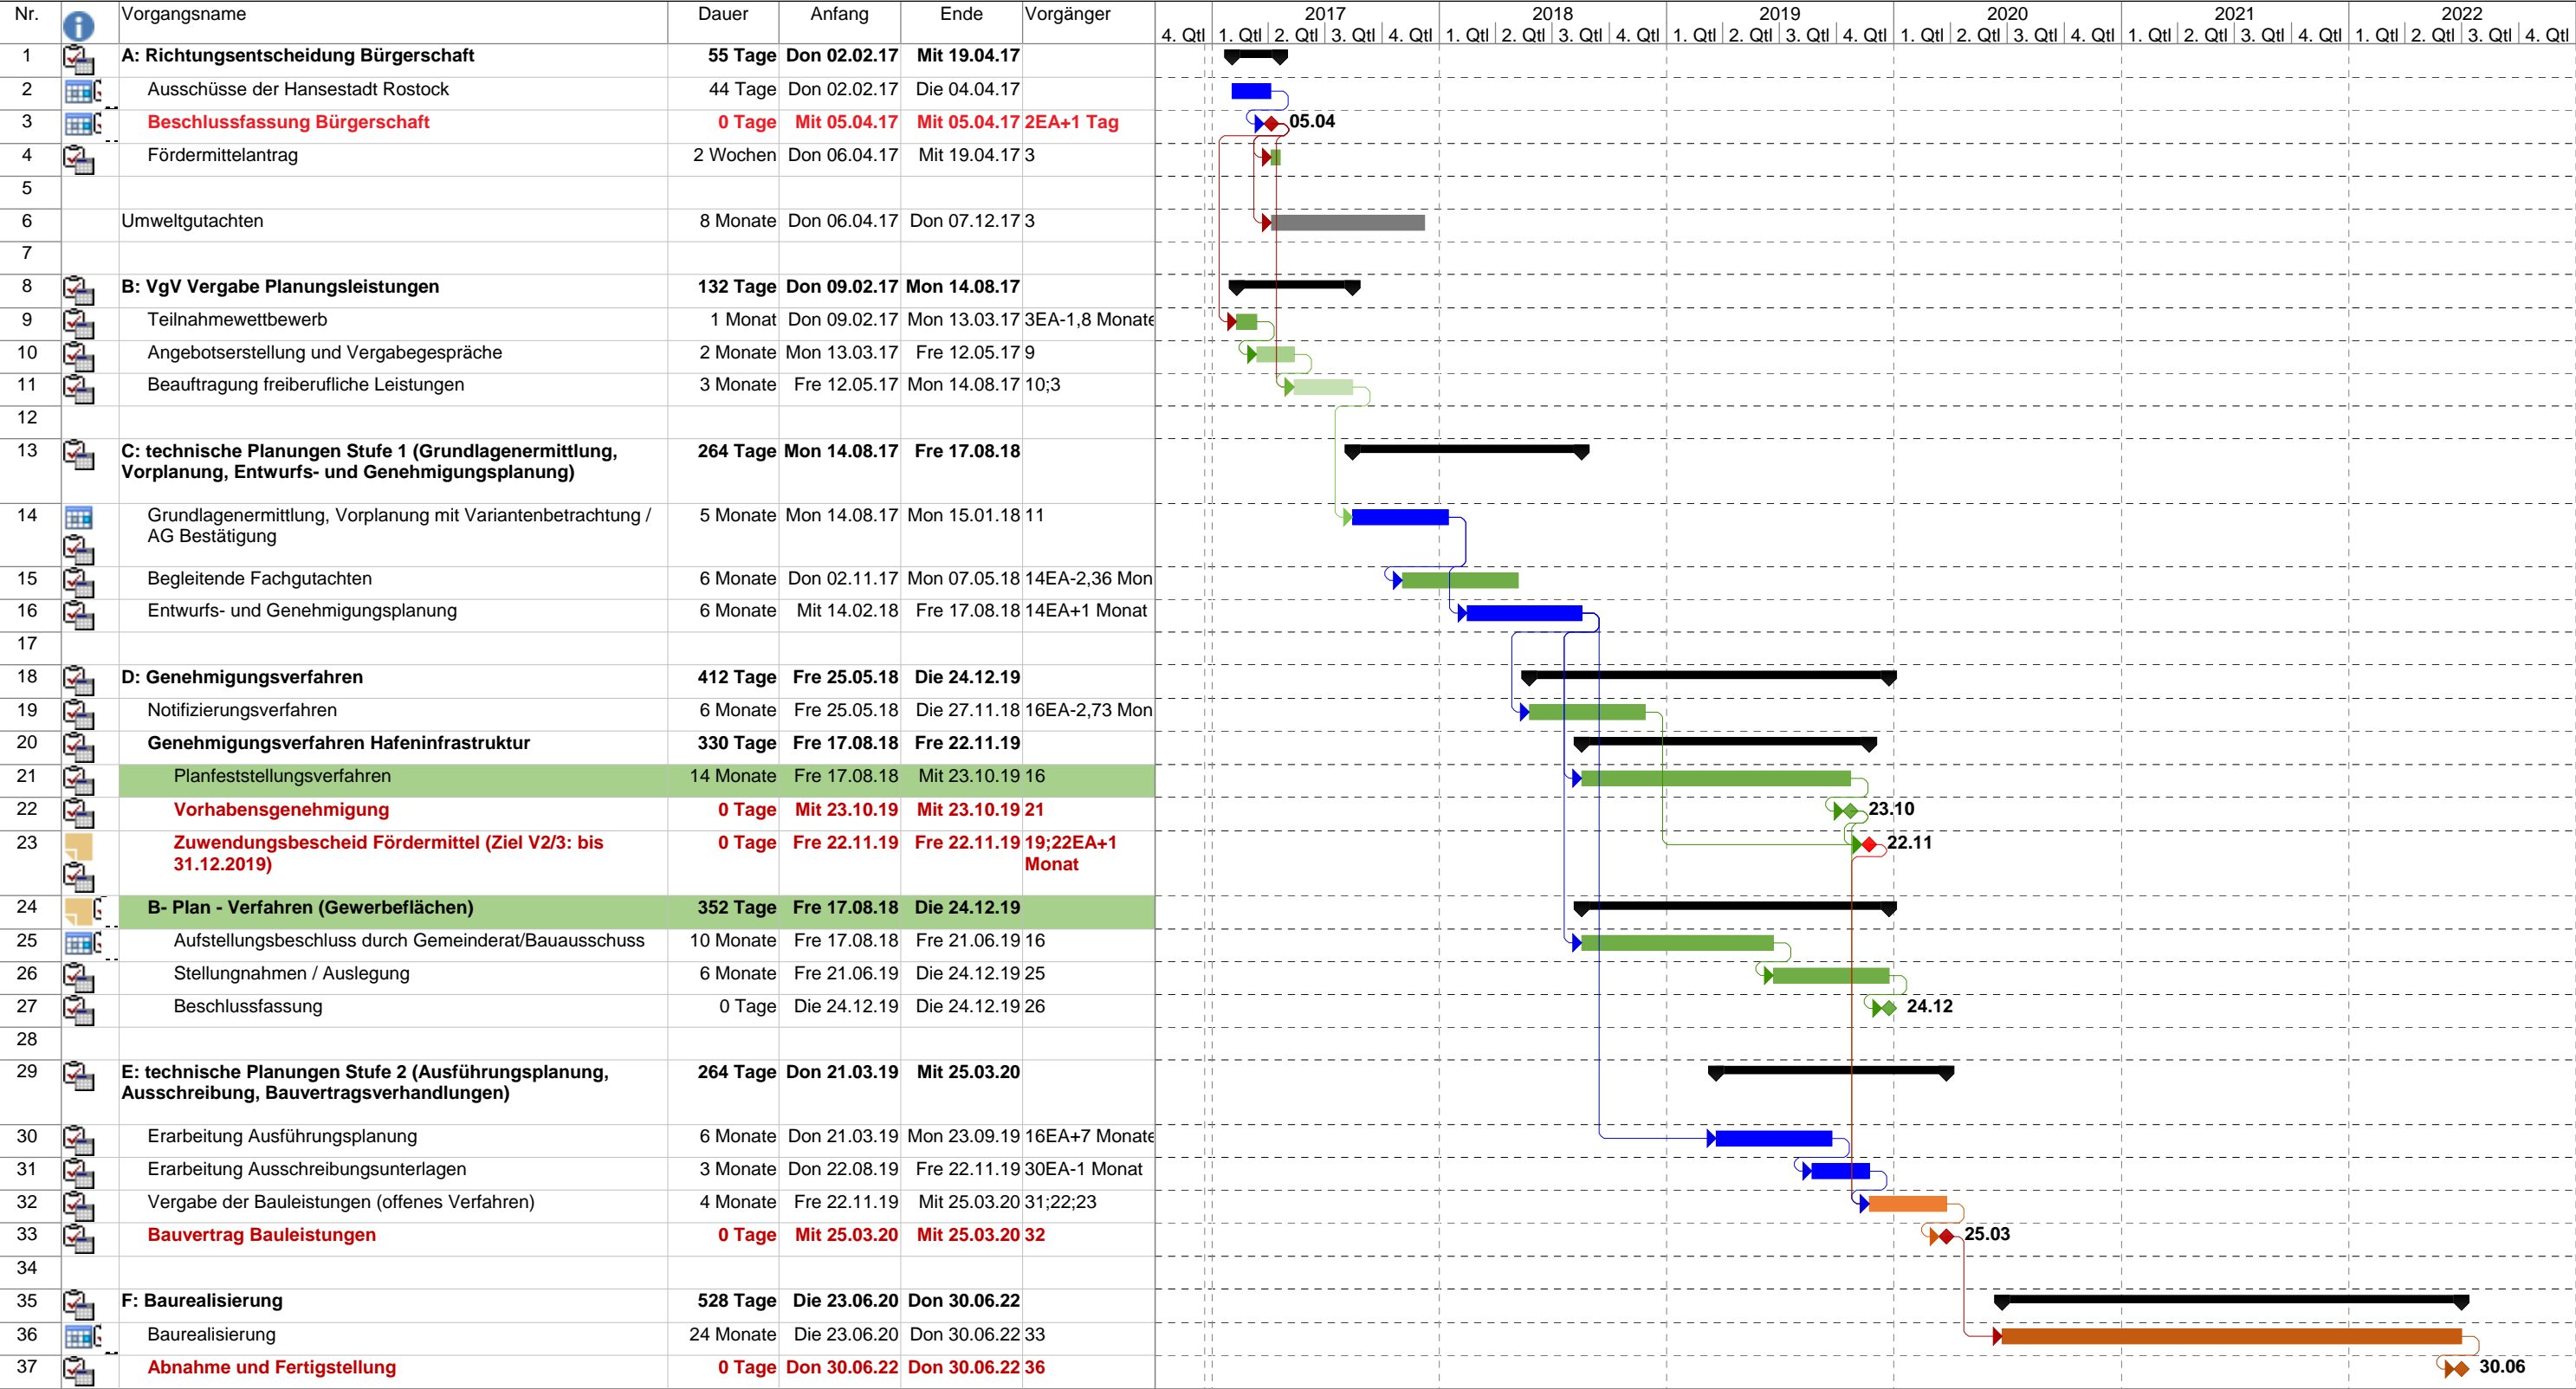 Nr. Vorgangsname Dauer Anfang Ende Vorgänger 2017 2018 2019 2020 2021 2022
4. Qtl 1. Qtl 2. Qtl 3. Qtl 4. Qtl 1. Qtl 2. Qtl 3. Qtl 4. Qtl 1. Qtl 2. Qtl 3. Qtl 4. Qtl 1. Qtl 2. Qtl 3. Qtl 4. Qtl 1. Qtl 2. Qtl 3. Qtl 4. Qtl 1. Qtl 2. Qtl 3. Qtl 4. Qtl
1 A: Richtungsentscheidung Bürgerschaft 55 Tage Don 02.02.17 Mit 19.04.17
2 Ausschüsse der Hansestadt Rostock 44 Tage Don 02.02.17 Die 04.04.17
3 Beschlussfassung Bürgerschaft 0 Tage Mit 05.04.17 Mit 05.04.17 2EA+1 Tag 05.04
4 Fördermittelantrag 2 Wochen Don 06.04.17 Mit 19.04.17 3
5
6 Umweltgutachten 8 Monate Don 06.04.17 Don 07.12.17 3
7
8 B: VgV Vergabe Planungsleistungen 132 Tage Don 09.02.17 Mon 14.08.17
9 Teilnahmewettbewerb 1 Monat Don 09.02.17 Mon 13.03.17 3EA-1,8 Monate
10 Angebotserstellung und Vergabegespräche 2 Monate Mon 13.03.17 Fre 12.05.17 9
11 Beauftragung freiberufliche Leistungen 3 Monate Fre 12.05.17 Mon 14.08.17 10;3
12
13 C: technische Planungen Stufe 1 (Grundlagenermittlung, 264 Tage Mon 14.08.17 Fre 17.08.18
Vorplanung, Entwurfs- und Genehmigungsplanung)
14 Grundlagenermittlung, Vorplanung mit Variantenbetrachtung / 5 Monate Mon 14.08.17 Mon 15.01.18 11
AG Bestätigung
15 Begleitende Fachgutachten 6 Monate Don 02.11.17 Mon 07.05.18 14EA-2,36 Mon
16 Entwurfs- und Genehmigungsplanung 6 Monate Mit 14.02.18 Fre 17.08.18 14EA+1 Monat
17
18 D: Genehmigungsverfahren 412 Tage Fre 25.05.18 Die 24.12.19
19 Notifizierungsverfahren 6 Monate Fre 25.05.18 Die 27.11.18 16EA-2,73 Mon
20 Genehmigungsverfahren Hafeninfrastruktur 330 Tage Fre 17.08.18 Fre 22.11.19
21 Planfeststellungsverfahren 14 Monate Fre 17.08.18 Mit 23.10.19 16
22 Vorhabensgenehmigung 0 Tage Mit 23.10.19 Mit 23.10.19 21 23.10
23 Zuwendungsbescheid Fördermittel (Ziel V2/3: bis 0 Tage Fre 22.11.19 Fre 22.11.19 19;22EA+1 22.11
31.12.2019) Monat
24 B- Plan - Verfahren (Gewerbeflächen) 352 Tage Fre 17.08.18 Die 24.12.19
25 Aufstellungsbeschluss durch Gemeinderat/Bauausschuss 10 Monate Fre 17.08.18 Fre 21.06.19 16
26 Stellungnahmen / Auslegung 6 Monate Fre 21.06.19 Die 24.12.19 25
27 Beschlussfassung 0 Tage Die 24.12.19 Die 24.12.19 26 24.12
28
29 E: technische Planungen Stufe 2 (Ausführungsplanung, 264 Tage Don 21.03.19 Mit 25.03.20
Ausschreibung, Bauvertragsverhandlungen)
30 Erarbeitung Ausführungsplanung 6 Monate Don 21.03.19 Mon 23.09.19 16EA+7 Monate
31 Erarbeitung Ausschreibungsunterlagen 3 Monate Don 22.08.19 Fre 22.11.19 30EA-1 Monat
32 Vergabe der Bauleistungen (offenes Verfahren) 4 Monate Fre 22.11.19 Mit 25.03.20 31;22;23
33 Bauvertrag Bauleistungen 0 Tage Mit 25.03.20 Mit 25.03.20 32 25.03
34
35 F: Baurealisierung 528 Tage Die 23.06.20 Don 30.06.22
36 Baurealisierung 24 Monate Die 23.06.20 Don 30.06.22 33
37 Abnahme und Fertigstellung 0 Tage Don 30.06.22 Don 30.06.22 36 30.06